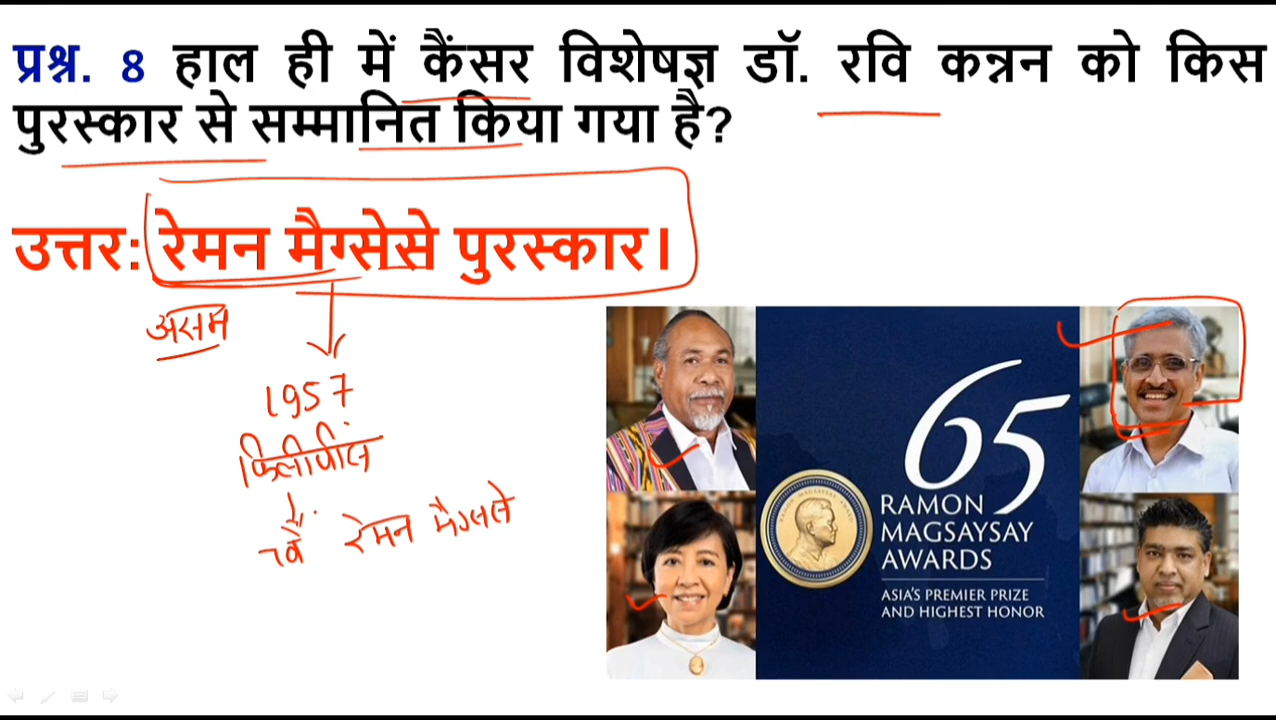 प्रश्न. 8 हाल ही में कैंसर विशेषज्ञ डॉ. रवि कन्नन को किस
पुरस्कार से सम्मानित किया गया है?
उत्तर: रेमन मैग्सेसे पुरस्कार।
असम
1957
फिलीपींस
7वें रेमन मैग्सेसे
65
RAMON
MAGSAYSAY
AWARDS
ASIA'S PREMIER PRIZE
AND HIGHEST HONOR